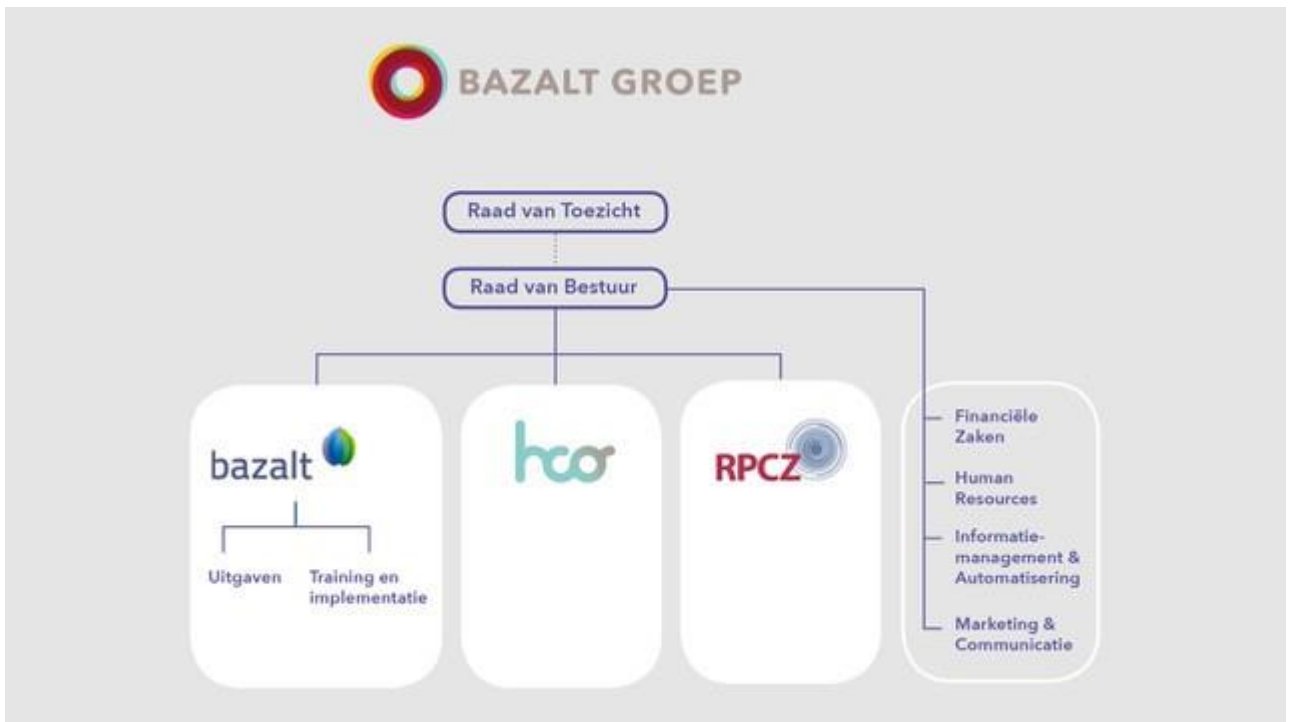 BAZALT GROEP
Raad van Toezicht
Raad van Bestuur
bazalt
hco
RPCZ
Uitgaven
Training en
implementatie
Financiële
Zaken
Human
Resources
Informatie-
management &
Automatisering
Marketing &
Communicatie